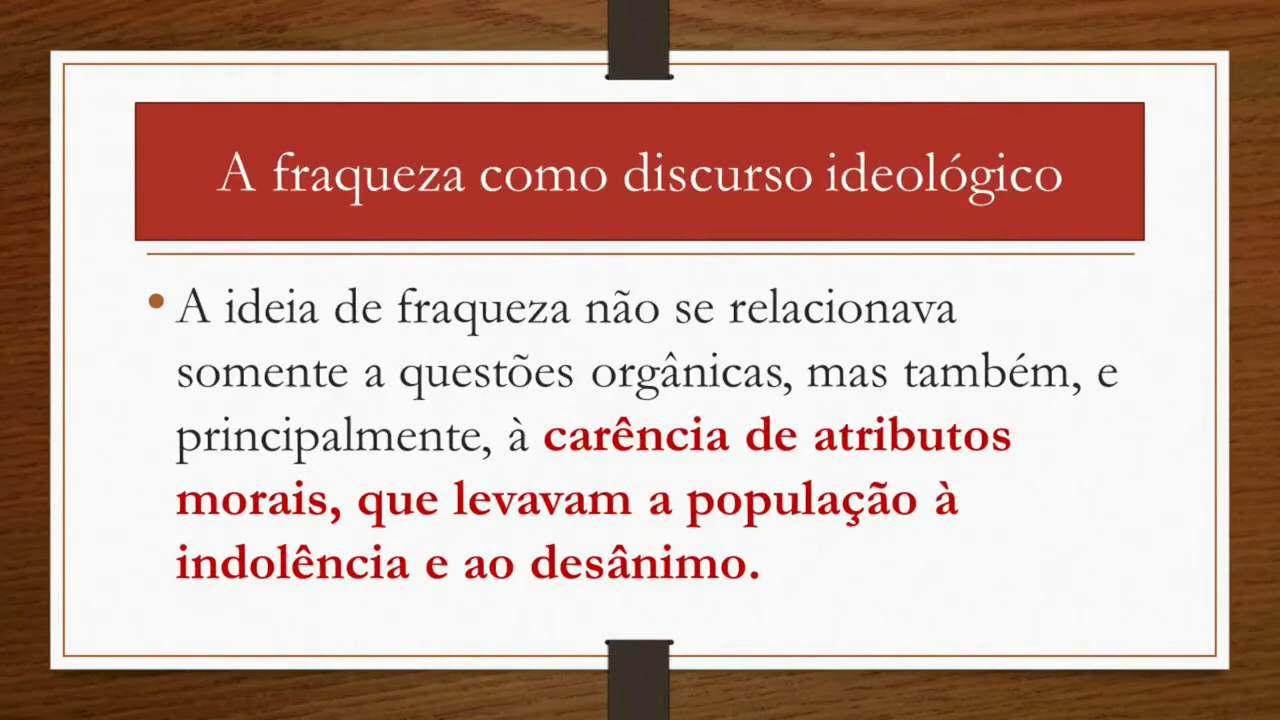 A fraqueza como discurso ideológico
• A ideia de fraqueza não se relacionava
somente a questões orgânicas, mas também, e
principalmente, à carência de atributos
morais, que levavam a população à
indolência e ao desânimo.